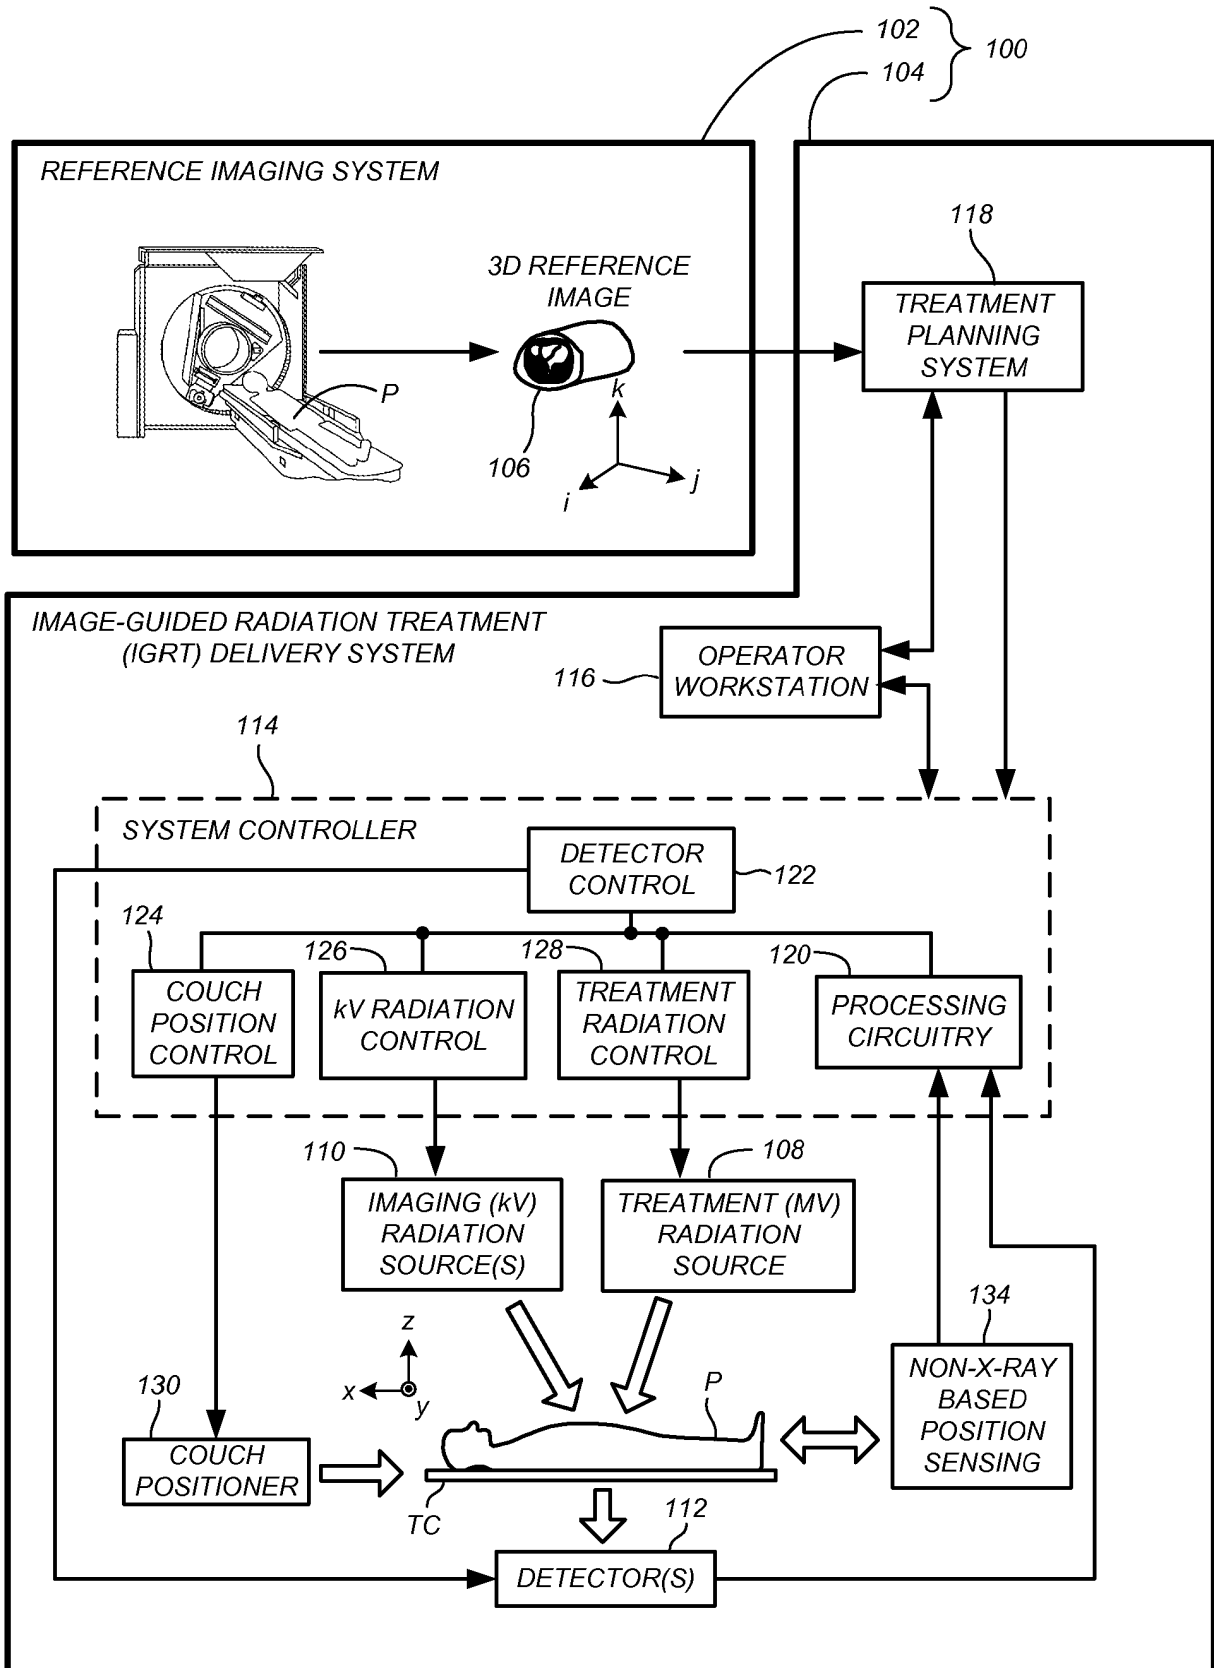 102
100
104
REFERENCE IMAGING SYSTEM
118
3D REFERENCE
IMAGE
TREATMENT
PLANNING
SYSTEM
P
k
106
i
j
IMAGE-GUIDED RADIATION TREATMENT
(IGRT) DELIVERY SYSTEM
OPERATOR
WORKSTATION
116
114
SYSTEM CONTROLLER
DETECTOR
CONTROL
122
124
126
128
120
COUCH
POSITION
CONTROL
kV RADIATION
CONTROL
TREATMENT
RADIATION
CONTROL
PROCESSING
CIRCUITRY
110
108
IMAGING (kV)
RADIATION
SOURCE(S)
TREATMENT (MV)
RADIATION
SOURCE
134
z
x
y
P
NON-X-RAY
BASED
POSITION
SENSING
130
COUCH
POSITIONER
TC
112
DETECTOR(S)